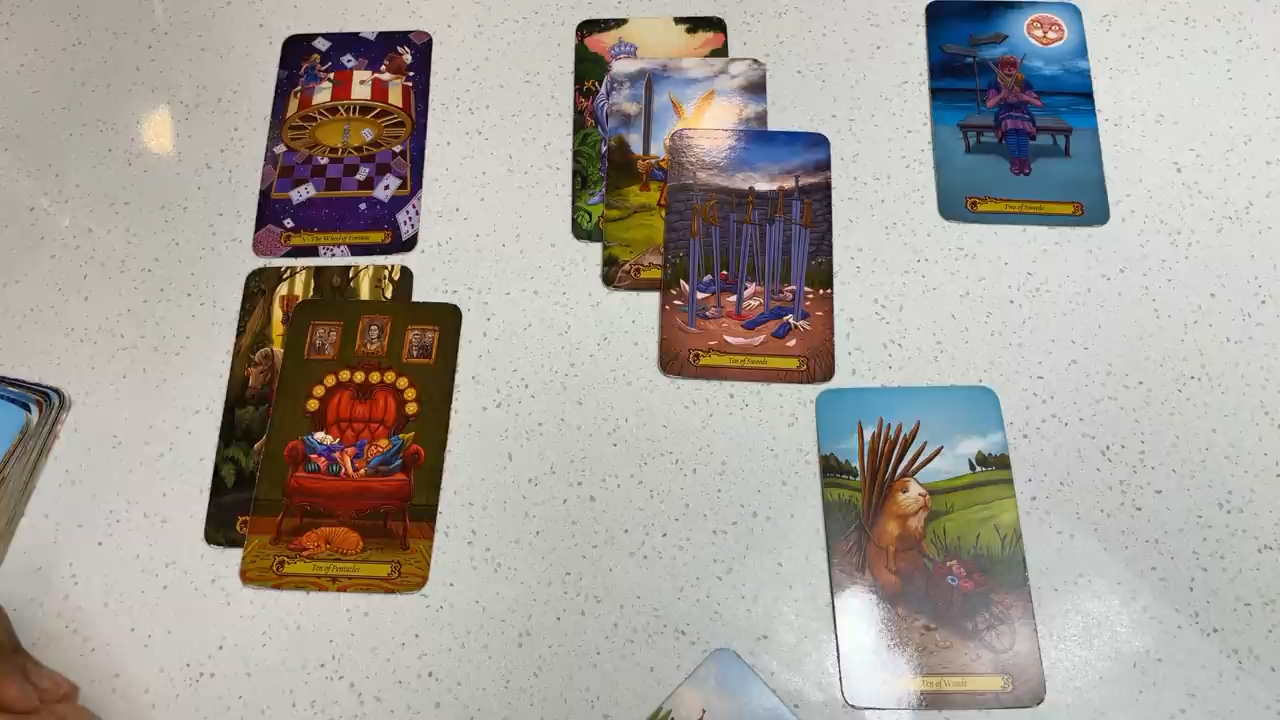 X - The Wheel of Fortune
Two of Swords
Ten of Swords
Ten of Pentacles
Ten of Wands